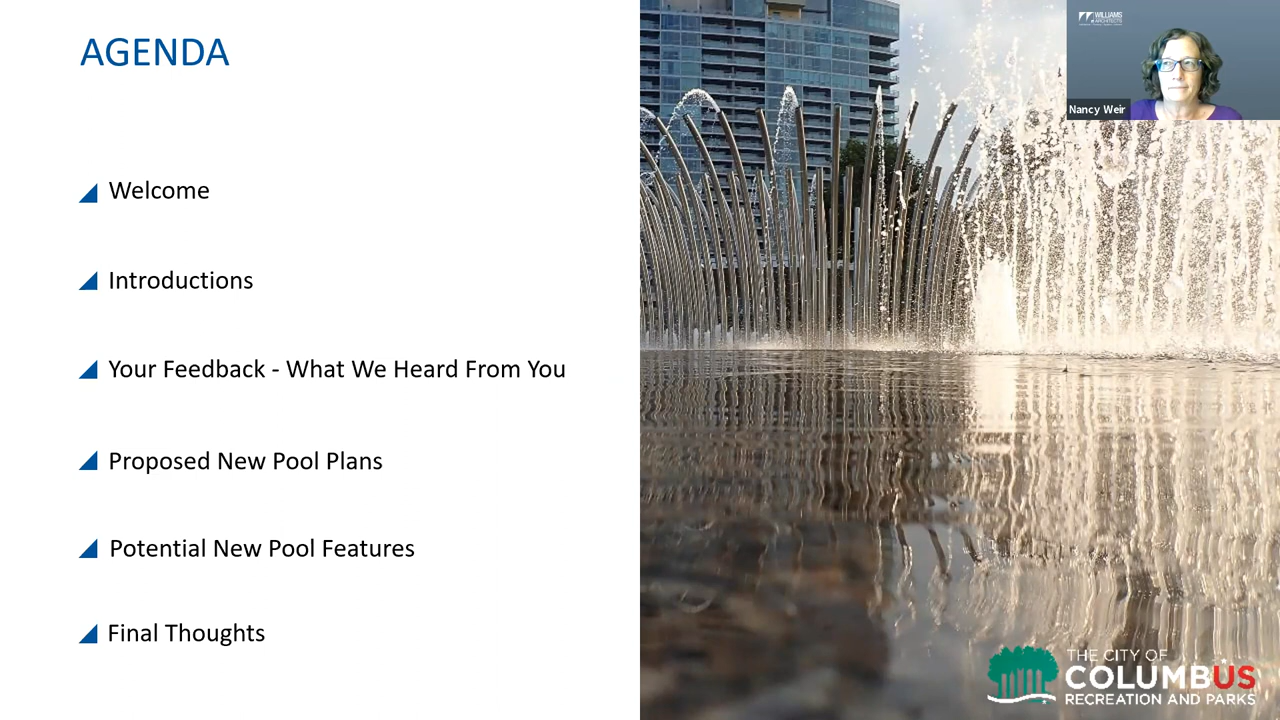 AGENDA
Welcome
Introductions
Your Feedback - What We Heard From You
Proposed New Pool Plans
Potential New Pool Features
Final Thoughts
WILLIAMS
ARCHITECTS
Nancy Weir
THE CITY OF
COLUMBUS
RECREATION AND PARKS